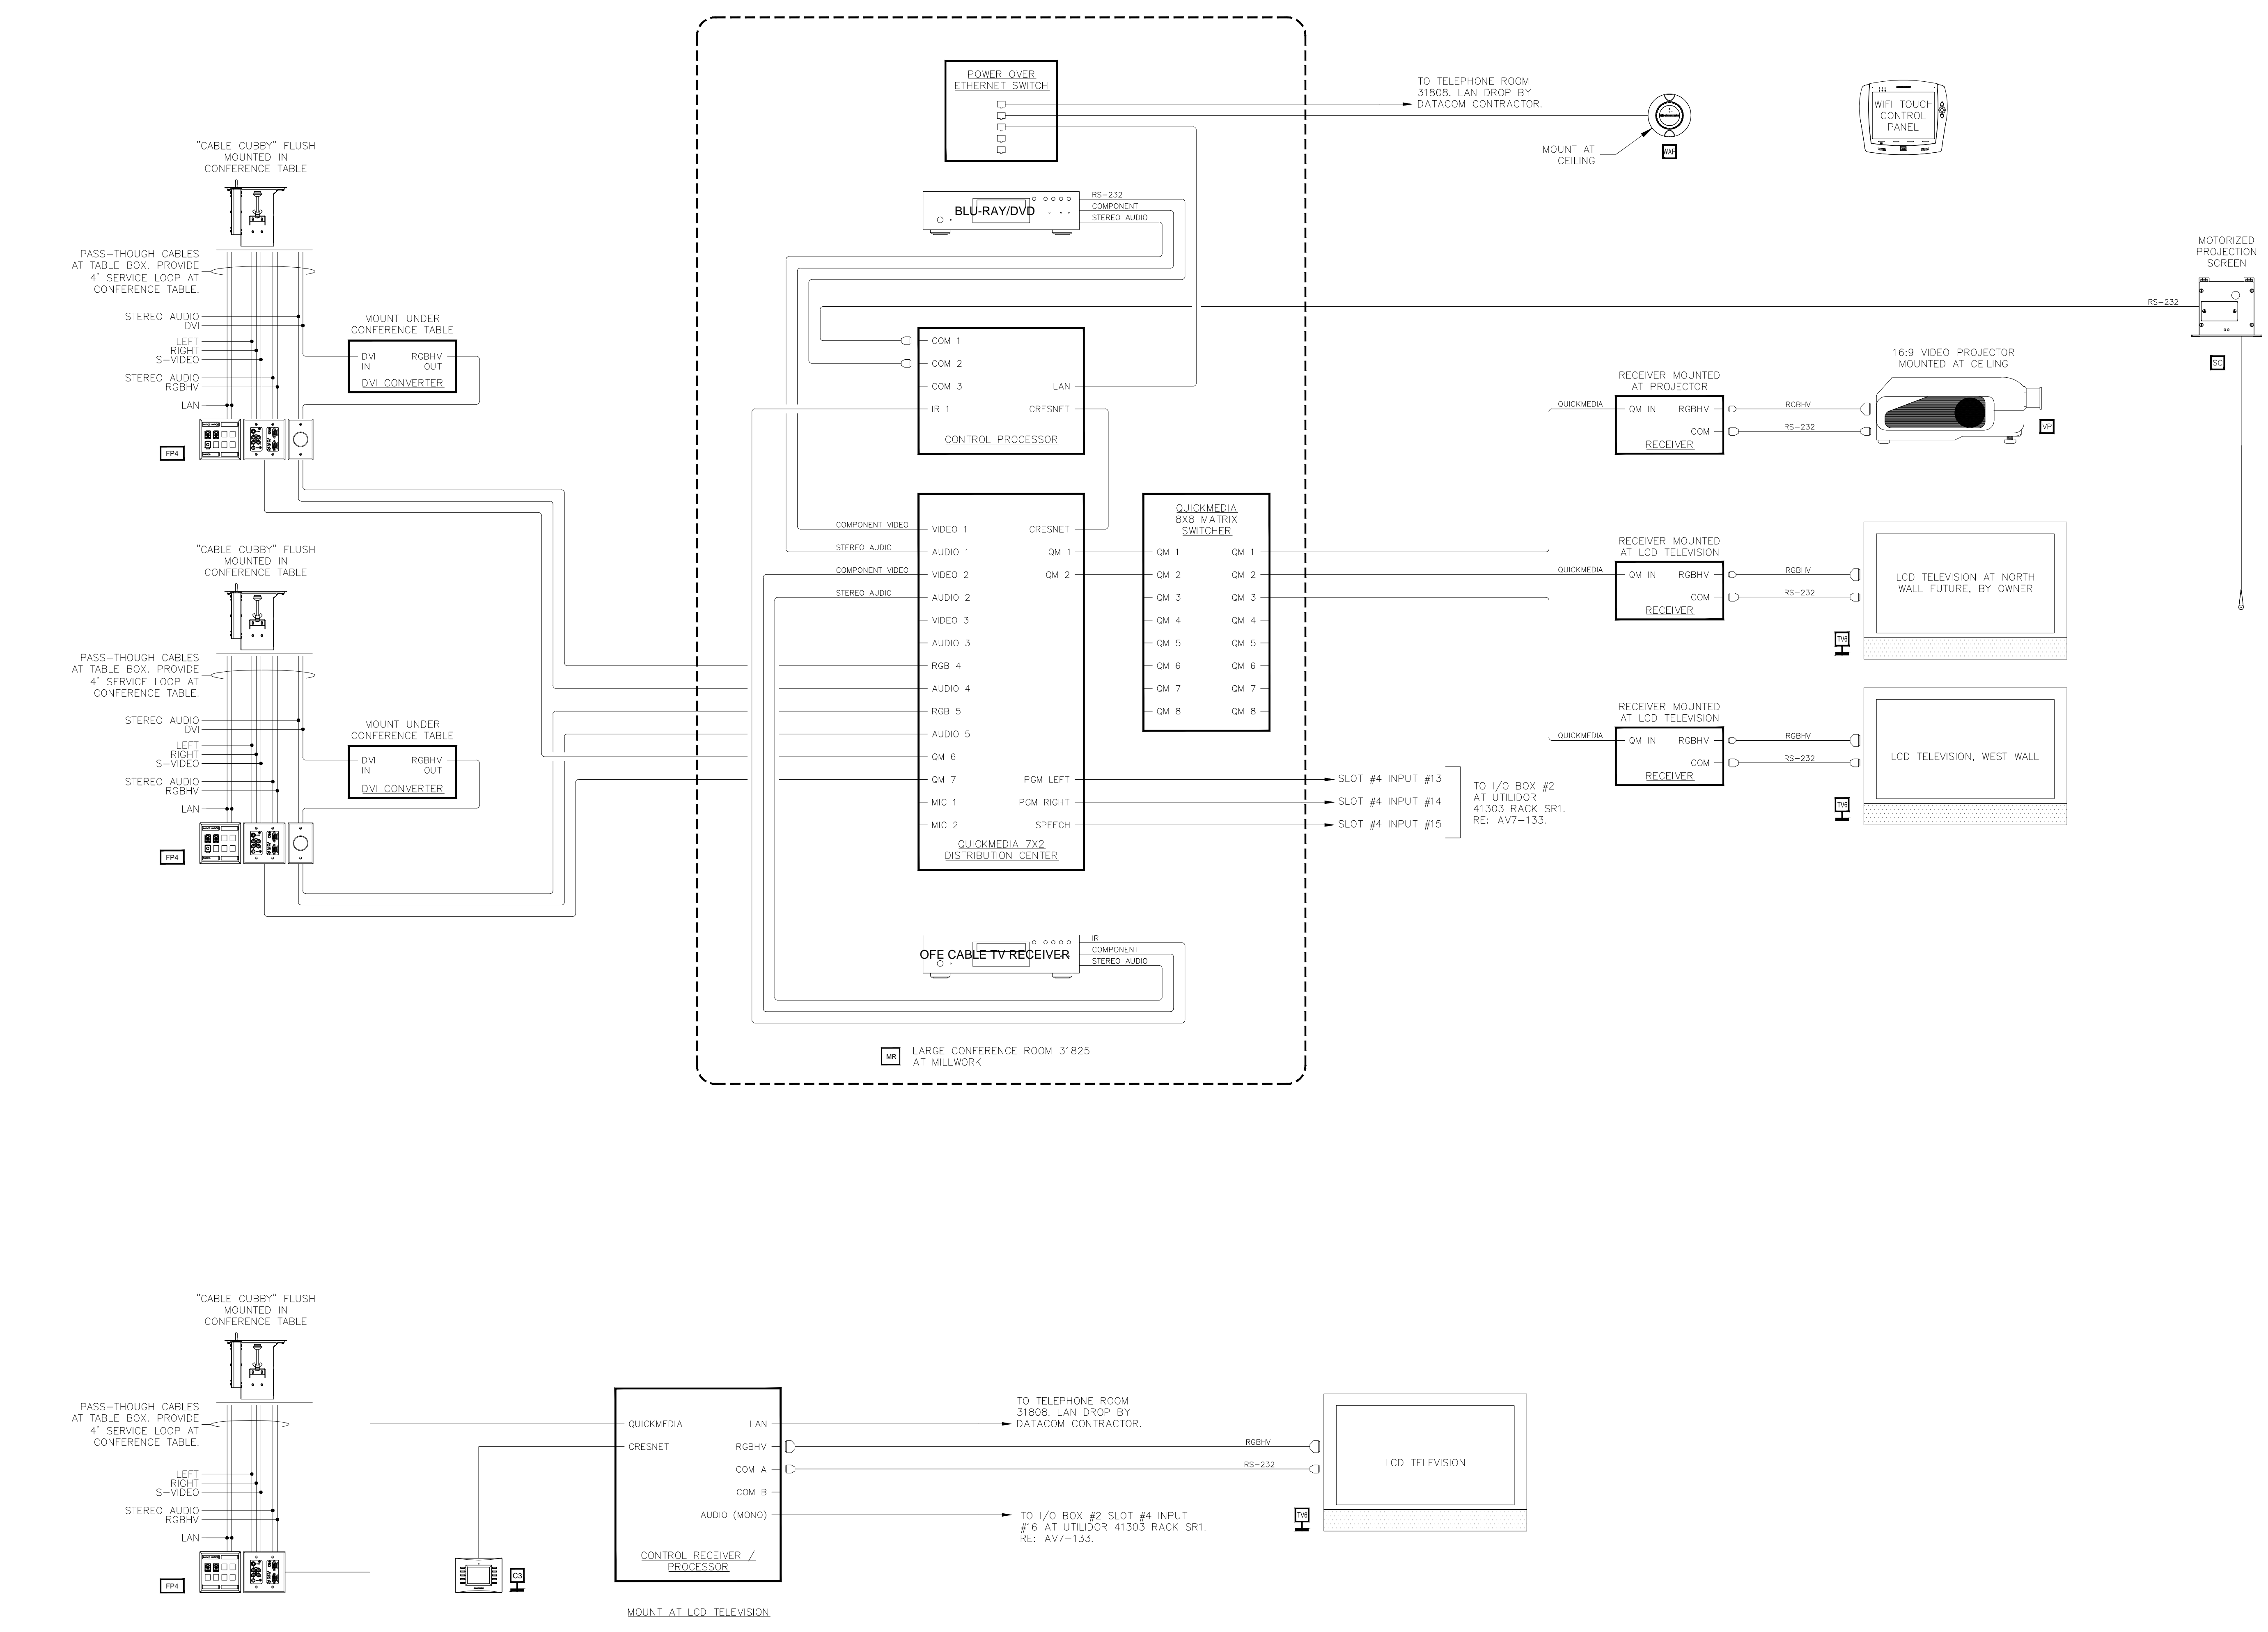 POWER OVER
ETHERNET SWITCH
TO TELEPHONE ROOM
31808. LAN DROP BY
DATACOM CONTRACTOR.
MOUNT AT
CEILING
WAP
WIFI TOUCH
CONTROL
PANEL
"CABLE CUBBY" FLUSH
MOUNTED IN
CONFERENCE TABLE
PASS-THOUGH CABLES
AT TABLE BOX. PROVIDE
4' SERVICE LOOP AT
CONFERENCE TABLE.
STEREO AUDIO
DVI
LEFT
RIGHT
S-VIDEO
STEREO AUDIO
RGBHV
LAN
FP4
MOUNT UNDER
CONFERENCE TABLE
DVI IN
RGBHV OUT
DVI CONVERTER
BLU-RAY/DVD
RS-232
COMPONENT
STEREO AUDIO
COM 1
COM 2
COM 3
IR 1
LAN
CRESNET
CONTROL PROCESSOR
MOTORIZED
PROJECTION
SCREEN
RS-232
SC
16:9 VIDEO PROJECTOR
MOUNTED AT CEILING
RECEIVER MOUNTED
AT PROJECTOR
QUICKMEDIA
QM IN
RGBHV
COM
RECEIVER
RGBHV
RS-232
VP
"CABLE CUBBY" FLUSH
MOUNTED IN
CONFERENCE TABLE
PASS-THOUGH CABLES
AT TABLE BOX. PROVIDE
4' SERVICE LOOP AT
CONFERENCE TABLE.
STEREO AUDIO
DVI
LEFT
RIGHT
S-VIDEO
STEREO AUDIO
RGBHV
LAN
FP4
MOUNT UNDER
CONFERENCE TABLE
DVI IN
RGBHV OUT
DVI CONVERTER
COMPONENT VIDEO
STEREO AUDIO
COMPONENT VIDEO
STEREO AUDIO
VIDEO 1
AUDIO 1
VIDEO 2
AUDIO 2
VIDEO 3
AUDIO 3
RGB 4
AUDIO 4
RGB 5
AUDIO 5
QM 6
QM 7
MIC 1
MIC 2
CRESNET
QM 1
QM 2
PGM LEFT
PGM RIGHT
SPEECH
QUICKMEDIA 7X2
DISTRIBUTION CENTER
QUICKMEDIA
8X8 MATRIX
SWITCHER
QM 1 QM 1
QM 2 QM 2
QM 3 QM 3
QM 4 QM 4
QM 5 QM 5
QM 6 QM 6
QM 7 QM 7
QM 8 QM 8
SLOT #4 INPUT #13
SLOT #4 INPUT #14
SLOT #4 INPUT #15
TO I/O BOX #2
AT UTILIDOR
41303 RACK SR1.
RE: AV7-133.
RECEIVER MOUNTED
AT LCD TELEVISION
QUICKMEDIA
QM IN
RGBHV
COM
RECEIVER
RGBHV
RS-232
LCD TELEVISION AT NORTH
WALL FUTURE, BY OWNER
TV6
RECEIVER MOUNTED
AT LCD TELEVISION
QUICKMEDIA
QM IN
RGBHV
COM
RECEIVER
RGBHV
RS-232
LCD TELEVISION, WEST WALL
TV6
OFE CABLE TV RECEIVER
IR
COMPONENT
STEREO AUDIO
MR
LARGE CONFERENCE ROOM 31825
AT MILLWORK
"CABLE CUBBY" FLUSH
MOUNTED IN
CONFERENCE TABLE
PASS-THOUGH CABLES
AT TABLE BOX. PROVIDE
4' SERVICE LOOP AT
CONFERENCE TABLE.
LEFT
RIGHT
S-VIDEO
STEREO AUDIO
RGBHV
LAN
FP4
C3
QUICKMEDIA
CRESNET
LAN
RGBHV
COM A
COM B
AUDIO (MONO)
CONTROL RECEIVER /
PROCESSOR
MOUNT AT LCD TELEVISION
TO TELEPHONE ROOM
31808. LAN DROP BY
DATACOM CONTRACTOR.
RGBHV
RS-232
TO I/O BOX #2 SLOT #4 INPUT
#16 AT UTILIDOR 41303 RACK SR1.
RE: AV7-133.
LCD TELEVISION
TV6